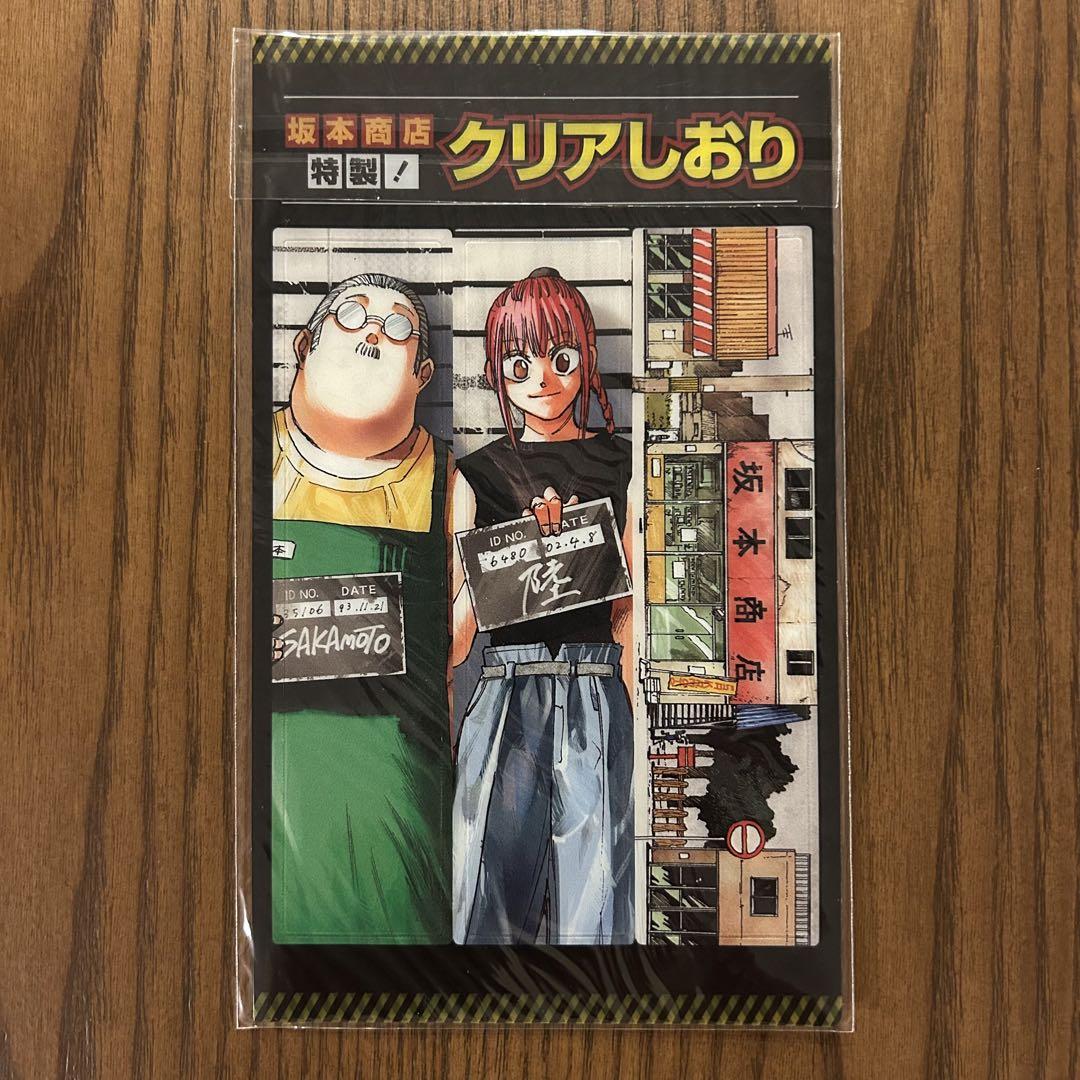 坂本商店
特製!
クリアしおり
本
ID NO. DATE
35106 93.11.21
SAKAMOTO
ID NO. DATE
6480 02.4.8
陸
坂本商店